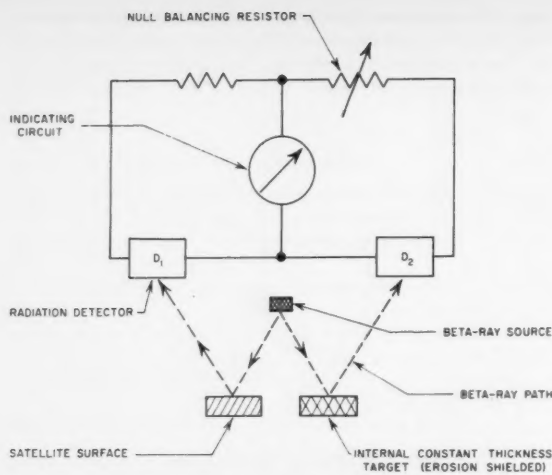 NULL BALANCING RESISTOR
INDICATING
CIRCUIT
D1
D2
RADIATION DETECTOR
BETA-RAY SOURCE
BETA-RAY PATH
SATELLITE SURFACE
INTERNAL CONSTANT THICKNESS
TARGET (EROSION SHIELDED)